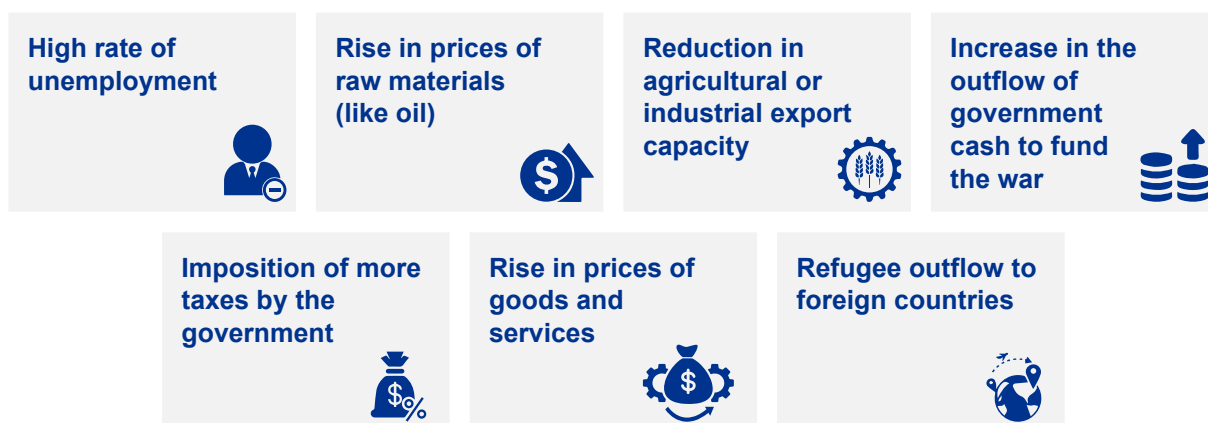 High rate of
unemployment
Rise in prices of
raw materials
(like oil)
$
Reduction in
agricultural or
industrial export
capacity
Increase in the
outflow of
government
cash to fund
the war
Imposition of more
taxes by the
government
$%
Rise in prices of
goods and
services
$
Refugee outflow to
foreign countries